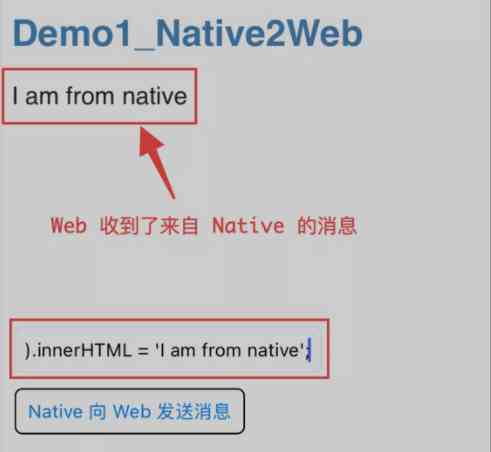 Demo1_Native2Web
I am from native
Web 收到了来自 Native 的消息
).innerHTML = 'I am from native';
Native 向 Web 发送消息